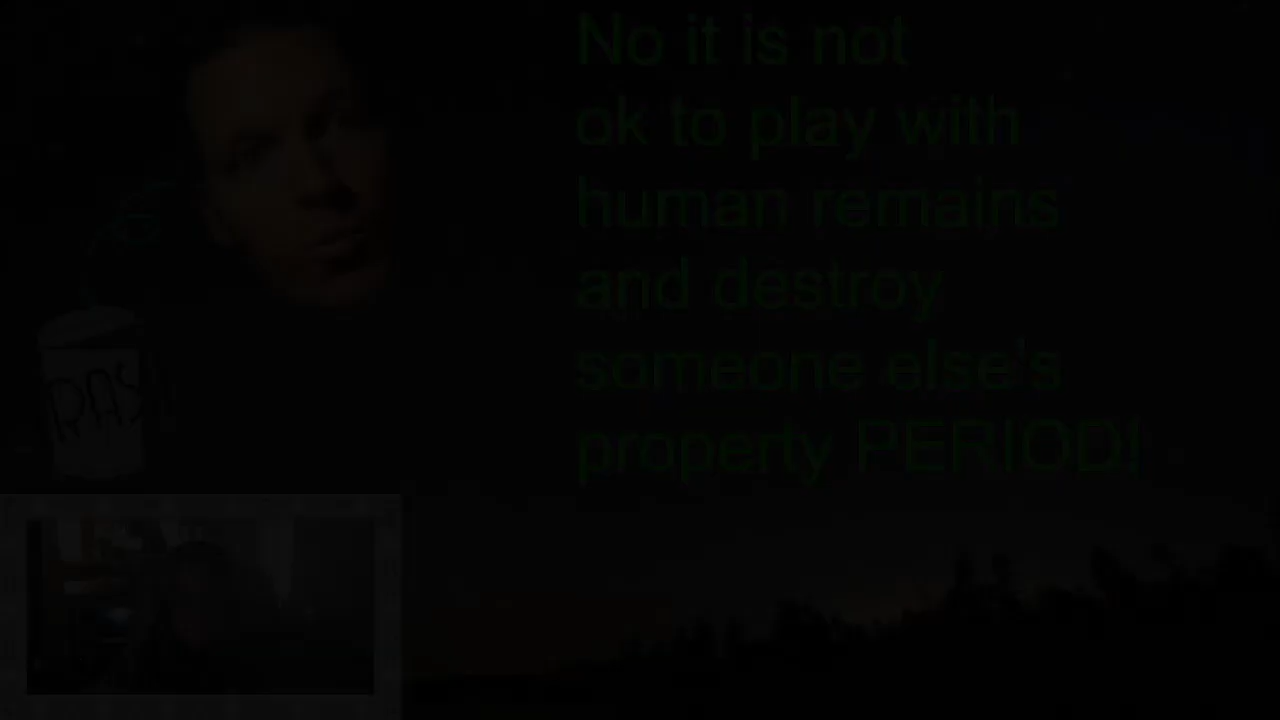 No it is not
ok to play with
human remains
and destroy
someone else's
property PERIOD!